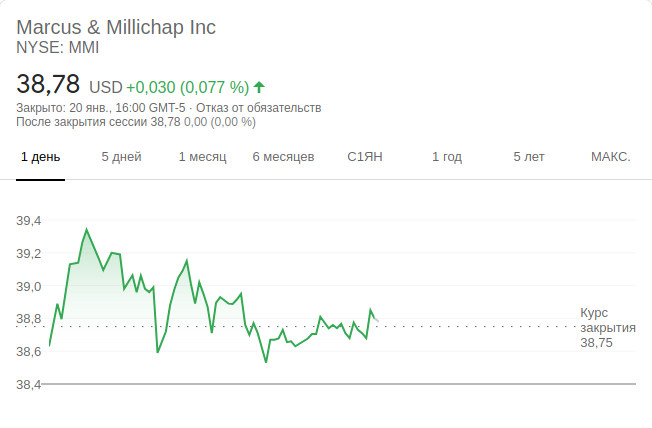 Marcus & Millichap Inc
NYSE: MMI
38,78 USD +0,030 (0,077 %)
Закрыто: 20 янв., 16:00 GMT-5 · Отказ от обязательств
После закрытия сессии 38,78 0,00 (0,00 %)
1 день 5 дней 1 месяц 6 месяцев С1ЯН 1 год 5 лет МАКС.
39,4
39,2
39,0
38,8
38,6
38,4
Курс
закрытия
38,75